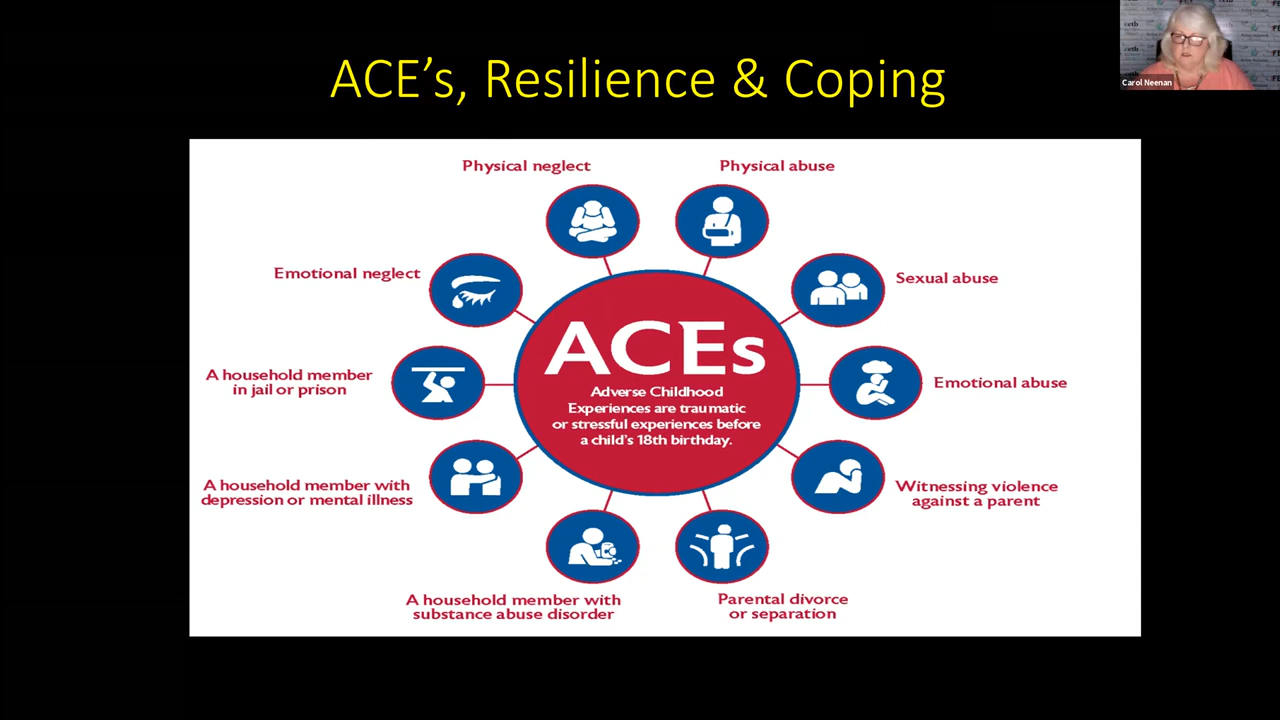 ACE's, Resilience & Coping
Carol Neenan
Physical neglect
Physical abuse
Emotional neglect
Sexual abuse
A household member
in jail or prison
Emotional abuse
ACEs
Adverse Childhood
Experiences are traumatic
or stressful experiences before
a child's 18th birthday.
A household member with
depression or mental illness
Witnessing violence
against a parent
A household member with
substance abuse disorder
Parental divorce
or separation